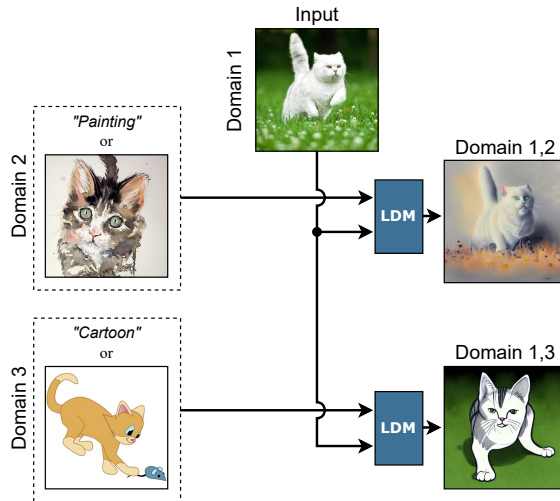 Input
Domain 1
"Painting"
or
Domain 2
LDM
Domain 1,2
"Cartoon"
or
Domain 3
LDM
Domain 1,3